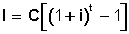 I = C[(1 + i)^t − 1]